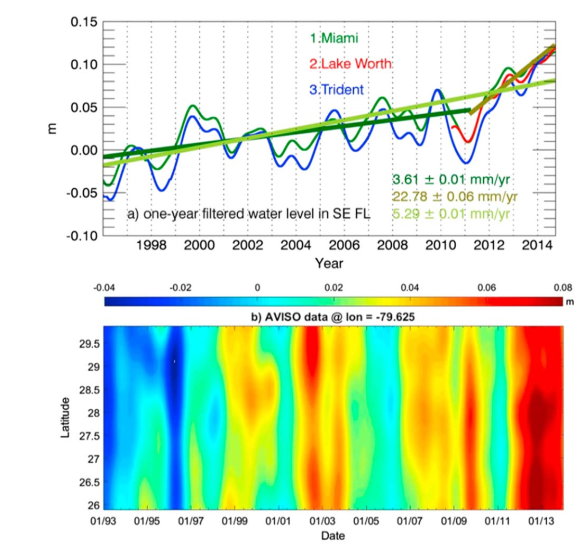 0.15
1.Miami
0.10
2.Lake Worth
3.Trident
0.05
m
0.00
3.61 ± 0.01 mm/yr
-0.05
22.78 ± 0.06 mm/yr
a) one-year filtered water level in SE FL
5.29 ± 0.01 mm/yr
-0.10
1998 2000 2002 2004 2006 2008 2010 2012 2014
Year
-0.04 -0.02 0 0.02 0.04 0.06 0.08
m
b) AVISO data @ lon = -79.625
29.5
29
28.5
28
Latitude
27.5
27
26.5
26
01/93 01/95 01/97 01/99 01/01 01/03 01/05 01/07 01/09 01/11 01/13
Date